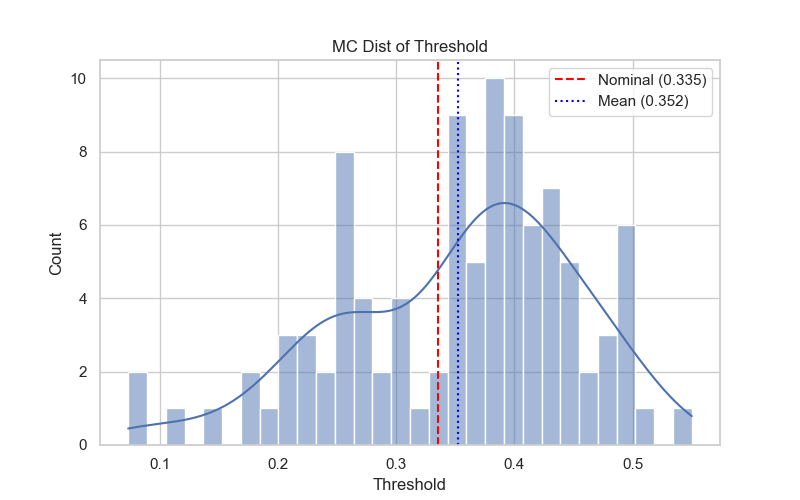 MC Dist of Threshold
Nominal (0.335)
Mean (0.352)
Count
10
8
6
4
2
0
0.1 0.2 0.3 0.4 0.5
Threshold